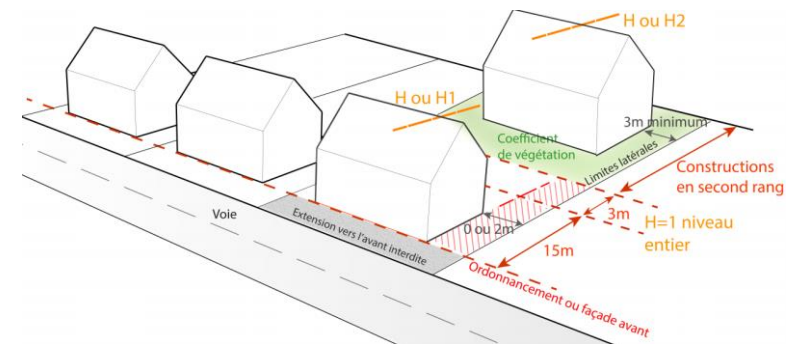 H ou H2
H ou H1
3m minimum
Coefficient
de végétation
Limites latérales
Constructions
en second rang
Voie
Extension vers l'avant interdite
0 ou 2m
3m
H=1 niveau
entier
15m
Ordonnancement ou façade avant